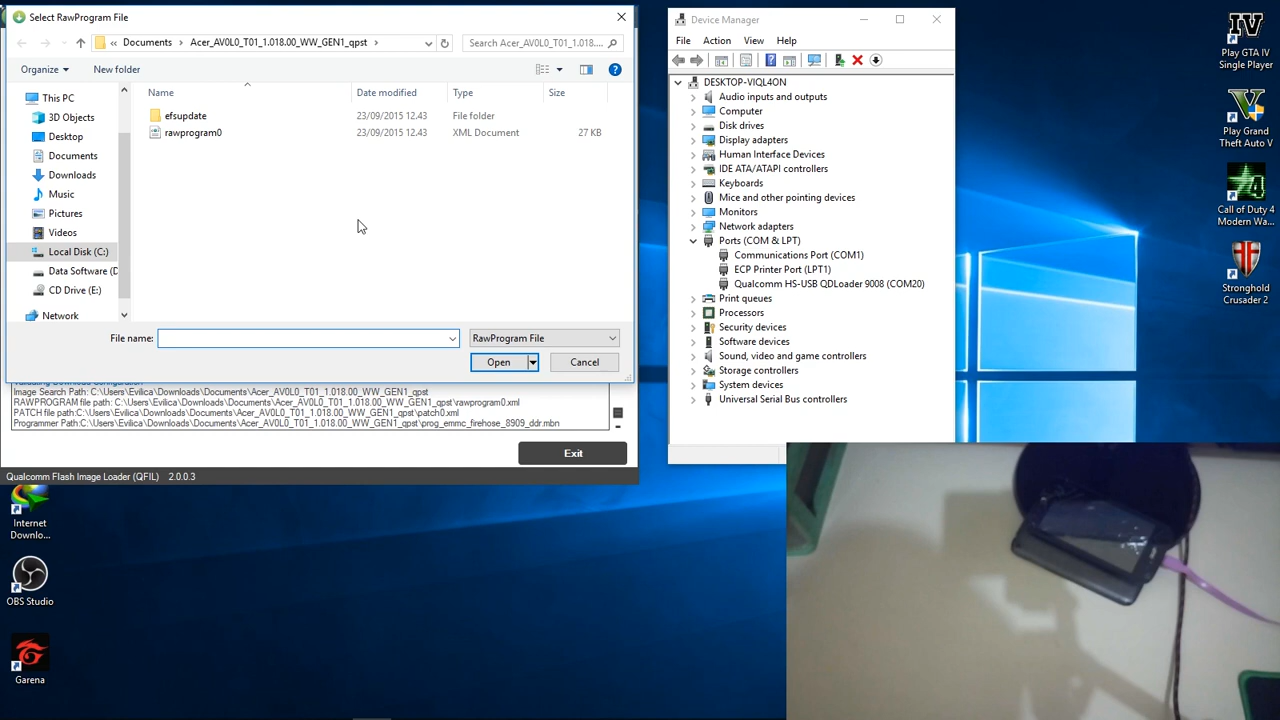 Select RawProgram File
« Documents › Acer_AV0L0_T01_1.018.00_WW_GEN1_qpst ›
Search Acer_AV0L0_T01_1.018....
Organize
New folder
Name
Date modified
Type
Size
efsupdate
23/09/2015 12.43
File folder
rawprogram0
23/09/2015 12.43
XML Document
27 KB
This PC
3D Objects
Desktop
Documents
Downloads
Music
Pictures
Videos
Local Disk (C:)
Data Software (D
CD Drive (E:)
Network
File name:
RawProgram File
Open
Cancel
Validating Download Configuration
Image Search Path: C:\Users\Evilica\Downloads\Documents\Acer_AV0L0_T01_1.018.00_WW_GEN1_qpst
RAWPROGRAM file path: C:\Users\Evilica\Downloads\Documents\Acer_AV0L0_T01_1.018.00_WW_GEN1_qpst\rawprogram0.xml
PATCH file path:C:\Users\Evilica\Downloads\Documents\Acer_AV0L0_T01_1.018.00_WW_GEN1_qpst\patch0.xml
Programmer Path:C:\Users\Evilica\Downloads\Documents\Acer_AV0L0_T01_1.018.00_WW_GEN1_qpst\prog_emmc_firehose_8909_ddr.mbn
Exit
Qualcomm Flash Image Loader (QFIL) 2.0.0.3
Device Manager
File Action View Help
DESKTOP-VIQL4ON
Audio inputs and outputs
Computer
Disk drives
Display adapters
Human Interface Devices
IDE ATA/ATAPI controllers
Keyboards
Mice and other pointing devices
Monitors
Network adapters
Ports (COM & LPT)
Communications Port (COM1)
ECP Printer Port (LPT1)
Qualcomm HS-USB QDLoader 9008 (COM20)
Print queues
Processors
Security devices
Software devices
Sound, video and game controllers
Storage controllers
System devices
Universal Serial Bus controllers
Play GTA IV
Single Player
Play Grand
Theft Auto V
Call of Duty 4
Modern Wa...
Stronghold
Crusader 2
Internet
Downlo...
OBS Studio
Garena